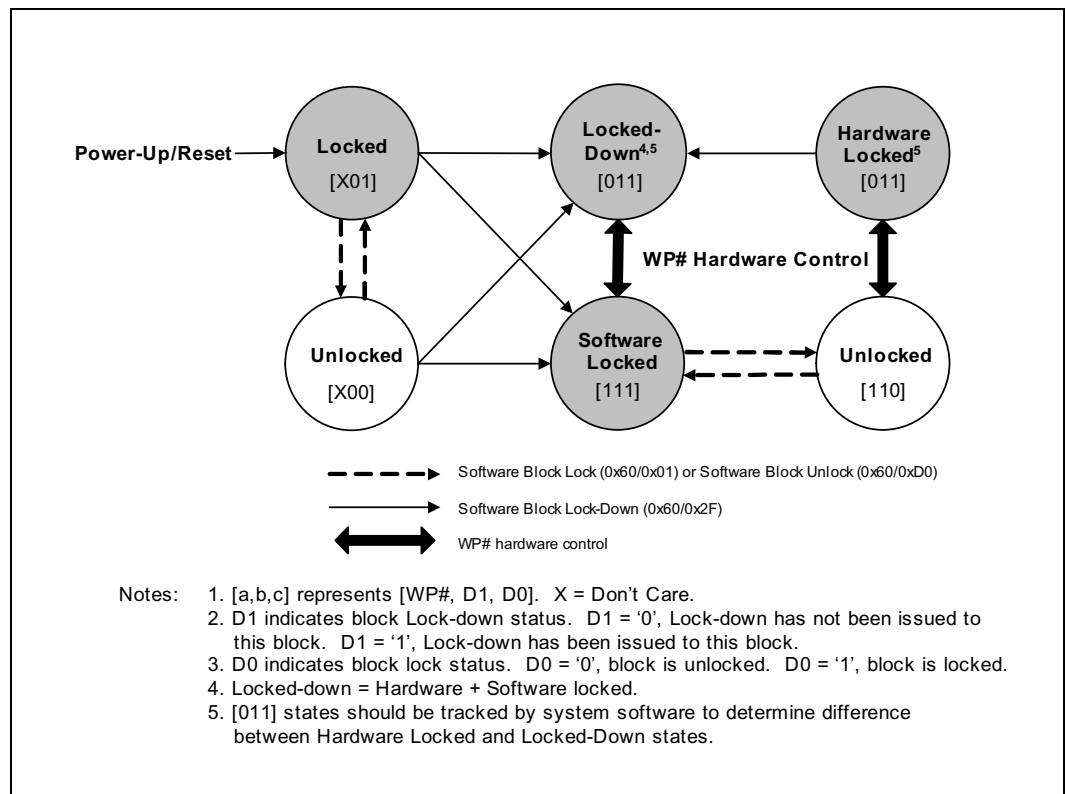 Power-Up/Reset
Locked
[X01]
Locked-
Down4,5
[011]
Hardware
Locked5
[011]
WP# Hardware Control
Unlocked
[X00]
Software
Locked
[111]
Unlocked
[110]
Software Block Lock (0x60/0x01) or Software Block Unlock (0x60/0xD0)
Software Block Lock-Down (0x60/0x2F)
WP# hardware control
Notes: 1. [a,b,c] represents [WP#, D1, D0]. X = Don't Care.
2. D1 indicates block Lock-down status. D1 = ‘0’, Lock-down has not been issued to
this block. D1 = ‘1’, Lock-down has been issued to this block.
3. D0 indicates block lock status. D0 = ‘0’, block is unlocked. D0 = ‘1’, block is locked.
4. Locked-down = Hardware + Software locked.
5. [011] states should be tracked by system software to determine difference
between Hardware Locked and Locked-Down states.